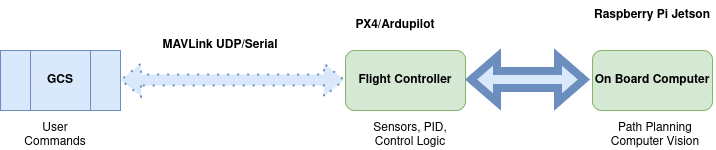 Raspberry Pi Jetson
PX4/Ardupilot
MAVLink UDP/Serial
GCS
Flight Controller
On Board Computer
User
Commands
Sensors, PID,
Control Logic
Path Planning
Computer Vision